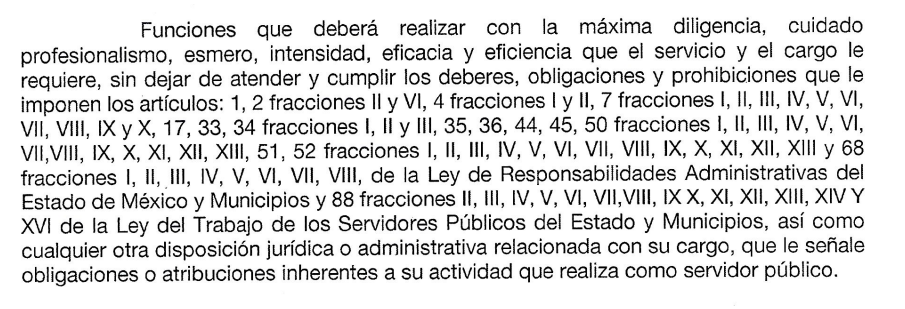 Funciones que deberá realizar con la máxima diligencia, cuidado
profesionalismo, esmero, intensidad, eficacia y eficiencia que el servicio y el cargo le
requiere, sin dejar de atender y cumplir los deberes, obligaciones y prohibiciones que le
imponen los artículos: 1, 2 fracciones II y VI, 4 fracciones I y II, 7 fracciones I, II, III, IV, V, VI,
VII, VIII, IX y X, 17, 33, 34 fracciones I, II y III, 35, 36, 44, 45, 50 fracciones I, II, III, IV, V, VI,
VII,VIII, IX, X, XI, XII, XIII, 51, 52 fracciones I, II, III, IV, V, VI, VII, VIII, IX, X, XI, XII, XIII y 68
fracciones I, II, III, IV, V, VI, VII, VIII, de la Ley de Responsabilidades Administrativas del
Estado de México y Municipios y 88 fracciones II, III, IV, V, VI, VII,VIII, IX X, XI, XII, XIII, XIV Y
XVI de la Ley del Trabajo de los Servidores Públicos del Estado y Municipios, así como
cualquier otra disposición jurídica o administrativa relacionada con su cargo, que le señale
obligaciones o atribuciones inherentes a su actividad que realiza como servidor público.